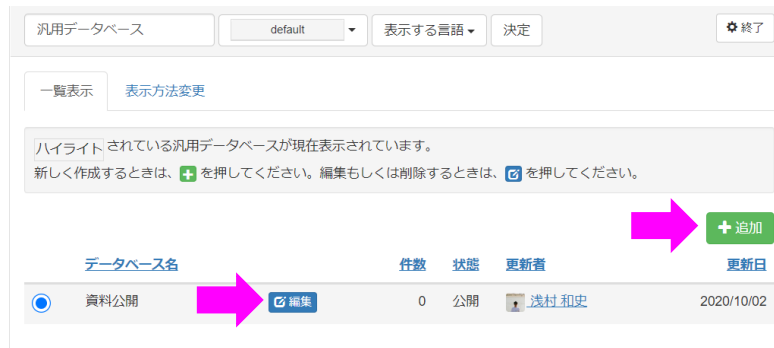 汎用データベース default 表示する言語 決定 終了
一覧表示 表示方法変更
ハイライト されている汎用データベースが現在表示されています。
新しく作成するときは、 を押してください。編集もしくは削除するときは、 を押してください。
追加
データベース名 件数 状態 更新者 更新日
資料公開 編集 0 公開 浅村 和史 2020/10/02